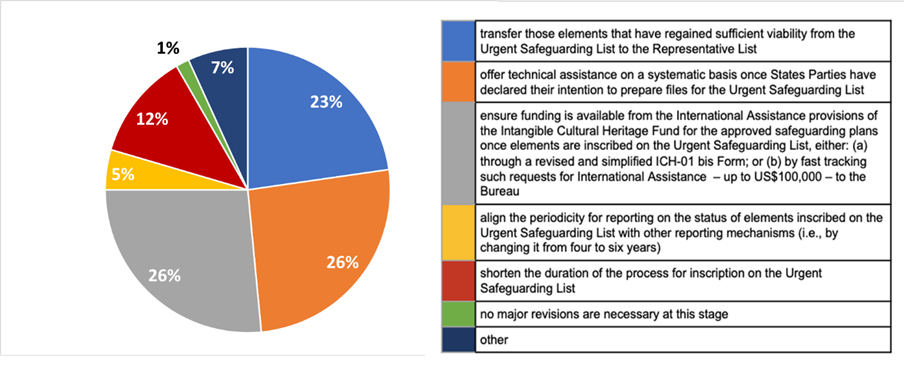 1%
7%
23%
12%
5%
26%
26%
transfer those elements that have regained sufficient viability from the
Urgent Safeguarding List to the Representative List
offer technical assistance on a systematic basis once States Parties have
declared their intention to prepare files for the Urgent Safeguarding List
ensure funding is available from the International Assistance provisions of
the Intangible Cultural Heritage Fund for the approved safeguarding plans
once elements are inscribed on the Urgent Safeguarding List, either: (a)
through a revised and simplified ICH-01 bis Form; or (b) by fast tracking
such requests for International Assistance – up to US$100,000 – to the
Bureau
align the periodicity for reporting on the status of elements inscribed on the
Urgent Safeguarding List with other reporting mechanisms (i.e., by
changing it from four to six years)
shorten the duration of the process for inscription on the Urgent
Safeguarding List
no major revisions are necessary at this stage
other